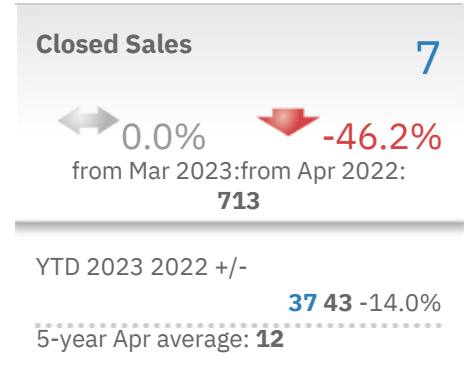 Closed Sales
7
0.0% -46.2%
from Mar 2023:from Apr 2022:
713
YTD 2023 2022 +/-
37 43 -14.0%
5-year Apr average: 12